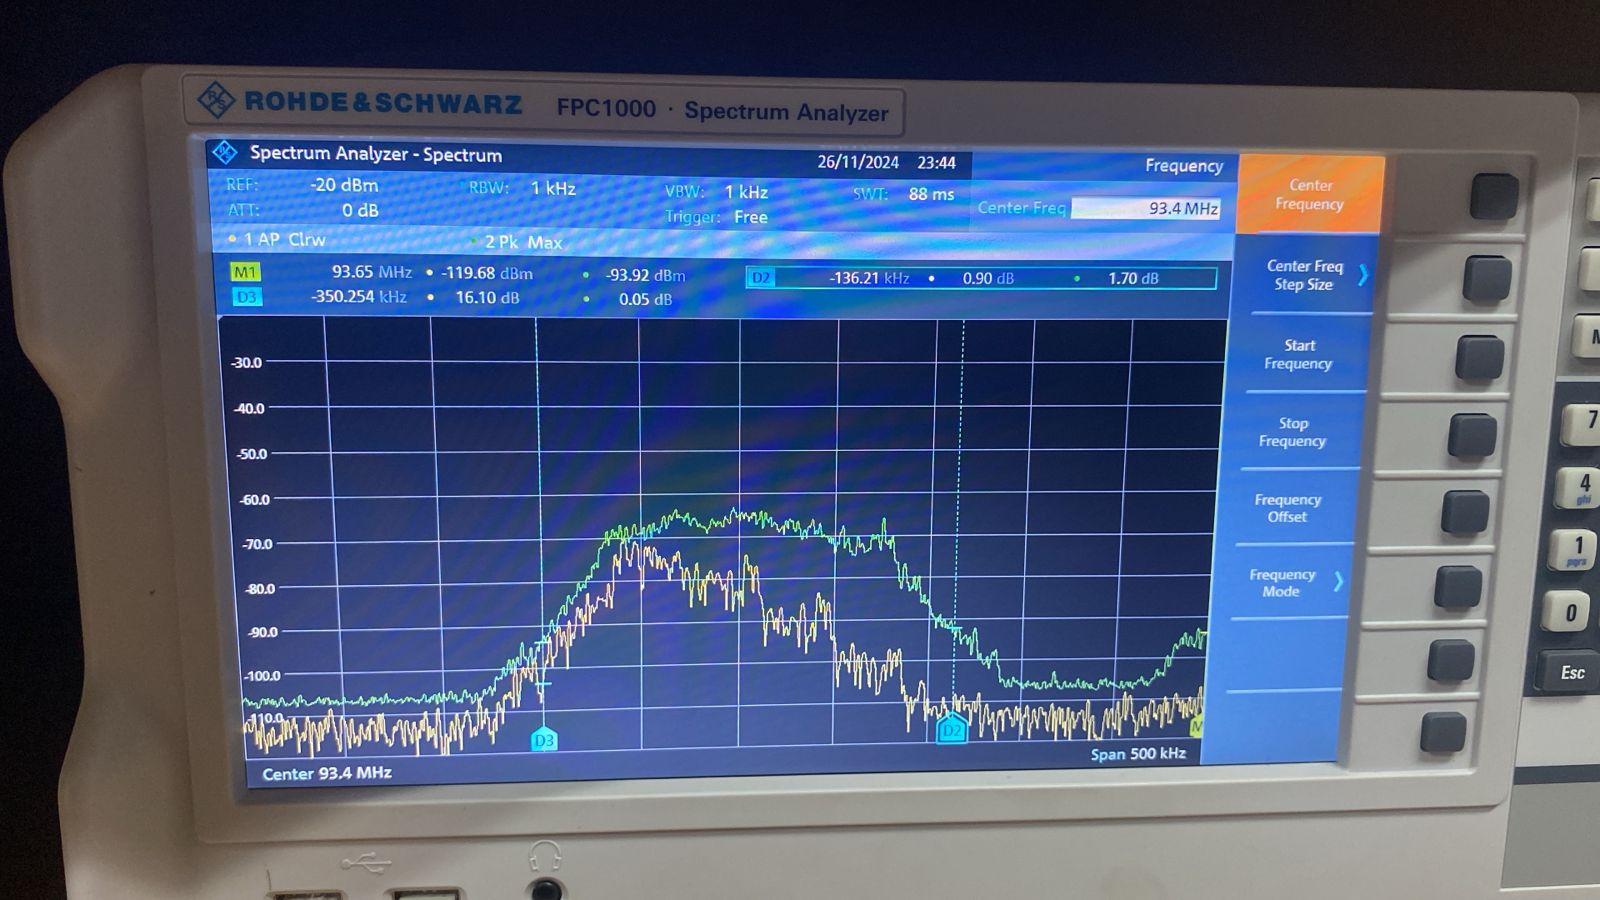 ROHDE & SCHWARZ FPC1000 · Spectrum Analyzer
Spectrum Analyzer - Spectrum 26/11/2024 23:44 Frequency
REF: -20 dBm RBW: 1 kHz VBW: 1 kHz SWT: 88 ms
ATT: 0 dB Trigger: Free
Center Freq 93.4 MHz
1 AP Clrw 2 Pk Max
M1 93.65 MHz • -119.68 dBm • -93.92 dBm D2 -136.21 kHz • 0.90 dB • 1.70 dB
D3 -350.254 kHz • 16.10 dB • 0.05 dB
-30.0
-40.0
-50.0
-60.0
-70.0
-80.0
-90.0
-100.0
-110.0
D3
D2
M
Center 93.4 MHz
Span 500 kHz
Center
Frequency
Center Freq
Step Size
Start
Frequency
Stop
Frequency
Frequency
Offset
Frequency
Mode
7
4
ghi
1
pqrs
0
Esc